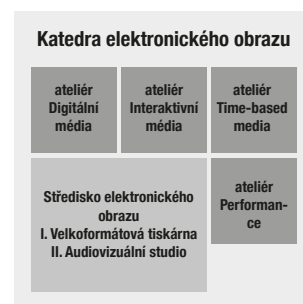 Katedra elektronického obrazu
ateliér
Digitální
média
ateliér
Interaktivní
média
ateliér
Time-based
media
Středisko elektronického
obrazu
I. Velkoformátová tiskárna
II. Audiovizuální studio
ateliér
Performan-
ce